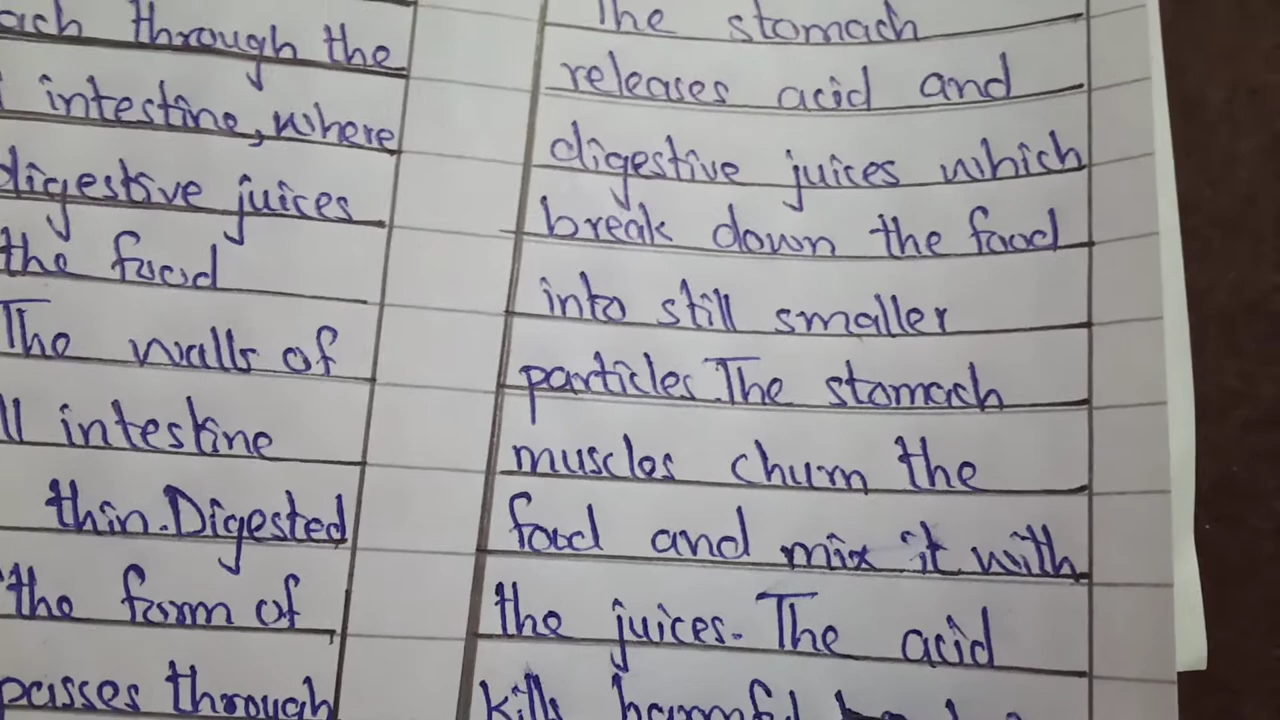 through the
intestine, where
digestive juices
the food
The walls of
intestine
thin. Digested
the form of
passes through
The stomach
releases acid and
digestive juices which
break down the food
into still smaller
particles. The stomach
muscles churn the
food and mix it with
the juices. The acid
kills harmful